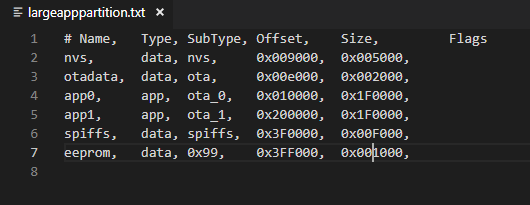 largeapppartition.txt ×
1 # Name, Type, SubType, Offset, Size, Flags
2 nvs, data, nvs, 0x009000, 0x005000,
3 otadata, data, ota, 0x00e000, 0x002000,
4 app0, app, ota_0, 0x010000, 0x1F0000,
5 app1, app, ota_1, 0x200000, 0x1F0000,
6 spiffs, data, spiffs, 0x3F0000, 0x00F000,
7 eeprom, data, 0x99, 0x3FF000, 0x001000,
8